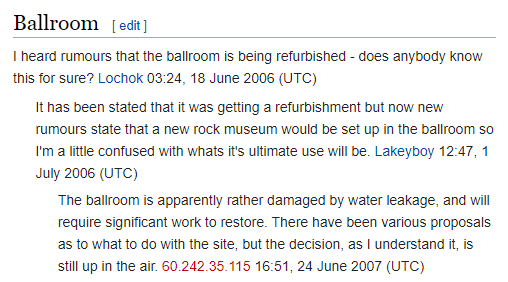 Ballroom [ edit ]
I heard rumours that the ballroom is being refurbished - does anybody know
this for sure? Lochok 03:24, 18 June 2006 (UTC)
It has been stated that it was getting a refurbishment but now new
rumours state that a new rock museum would be set up in the ballroom so
I'm a little confused with whats it's ultimate use will be. Lakeyboy 12:47, 1
July 2006 (UTC)
The ballroom is apparently rather damaged by water leakage, and will
require significant work to restore. There have been various proposals
as to what to do with the site, but the decision, as I understand it, is
still up in the air. 60.242.35.115 16:51, 24 June 2007 (UTC)